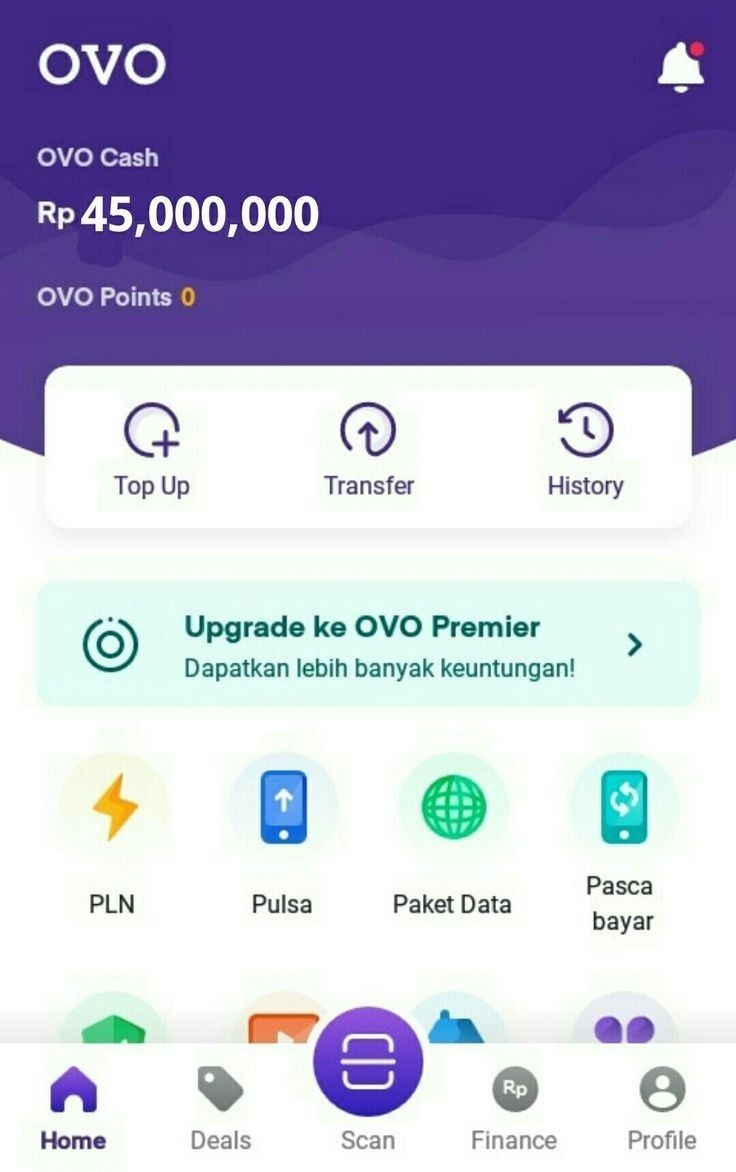 OVO
OVO Cash
Rp 45,000,000
OVO Points 0
Top Up
Transfer
History
Upgrade ke OVO Premier
Dapatkan lebih banyak keuntungan!
PLN
Pulsa
Paket Data
Pasca
bayar
Rp
Home
Deals
Scan
Finance
Profile